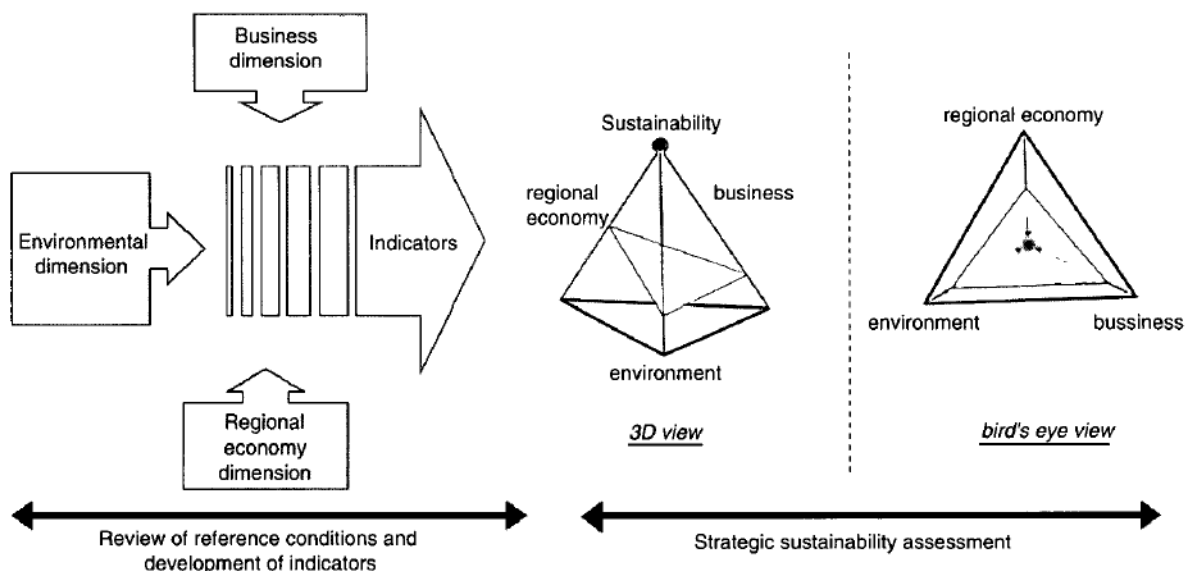 Business
dimension
Environmental
dimension
Indicators
Regional
economy
dimension
Review of reference conditions and
development of indicators
Sustainability
regional
economy
business
environment
3D view
regional economy
environment
bussiness
bird's eye view
Strategic sustainability assessment